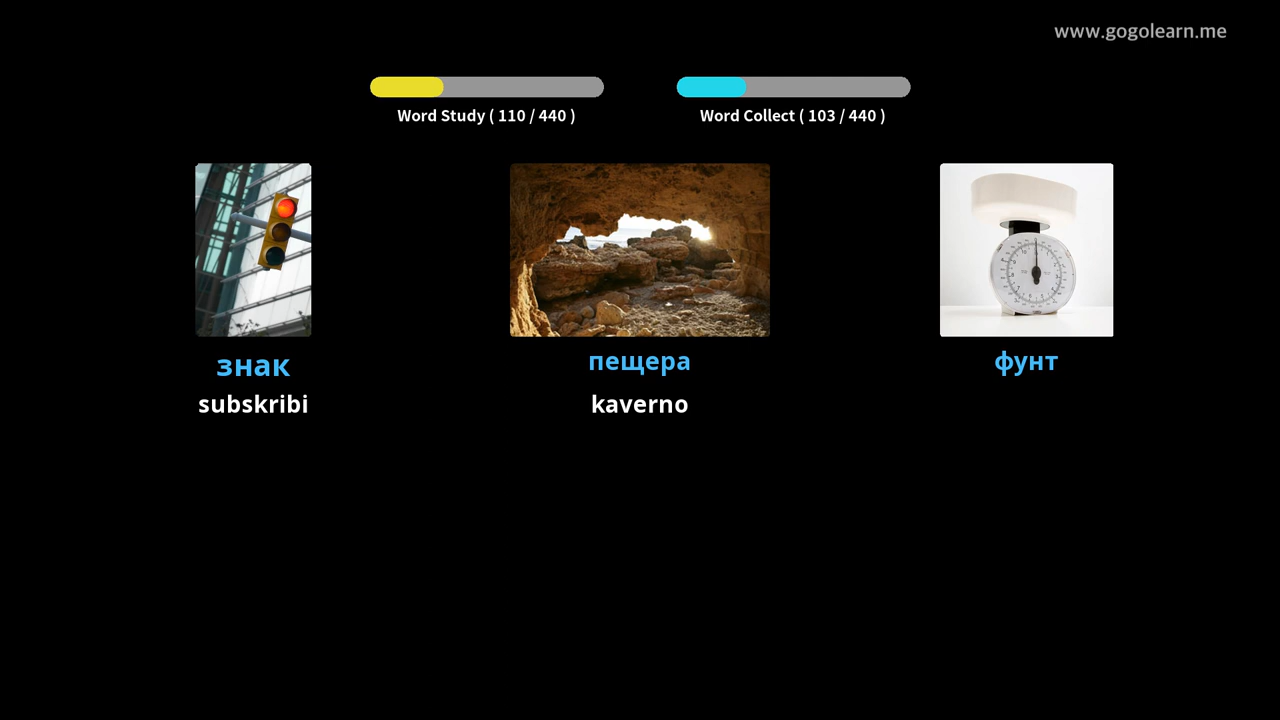 www.gogolearn.me
Word Study ( 110 / 440 )
Word Collect ( 103 / 440 )
знак
subskribi
пещера
kaverno
фунт